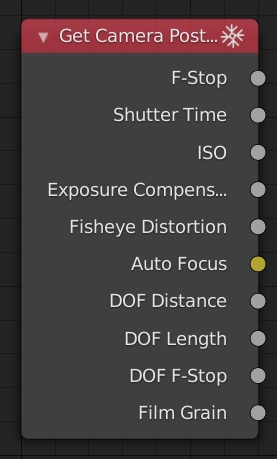 Get Camera Post...
F-Stop
Shutter Time
ISO
Exposure Compens...
Fisheye Distortion
Auto Focus
DOF Distance
DOF Length
DOF F-Stop
Film Grain